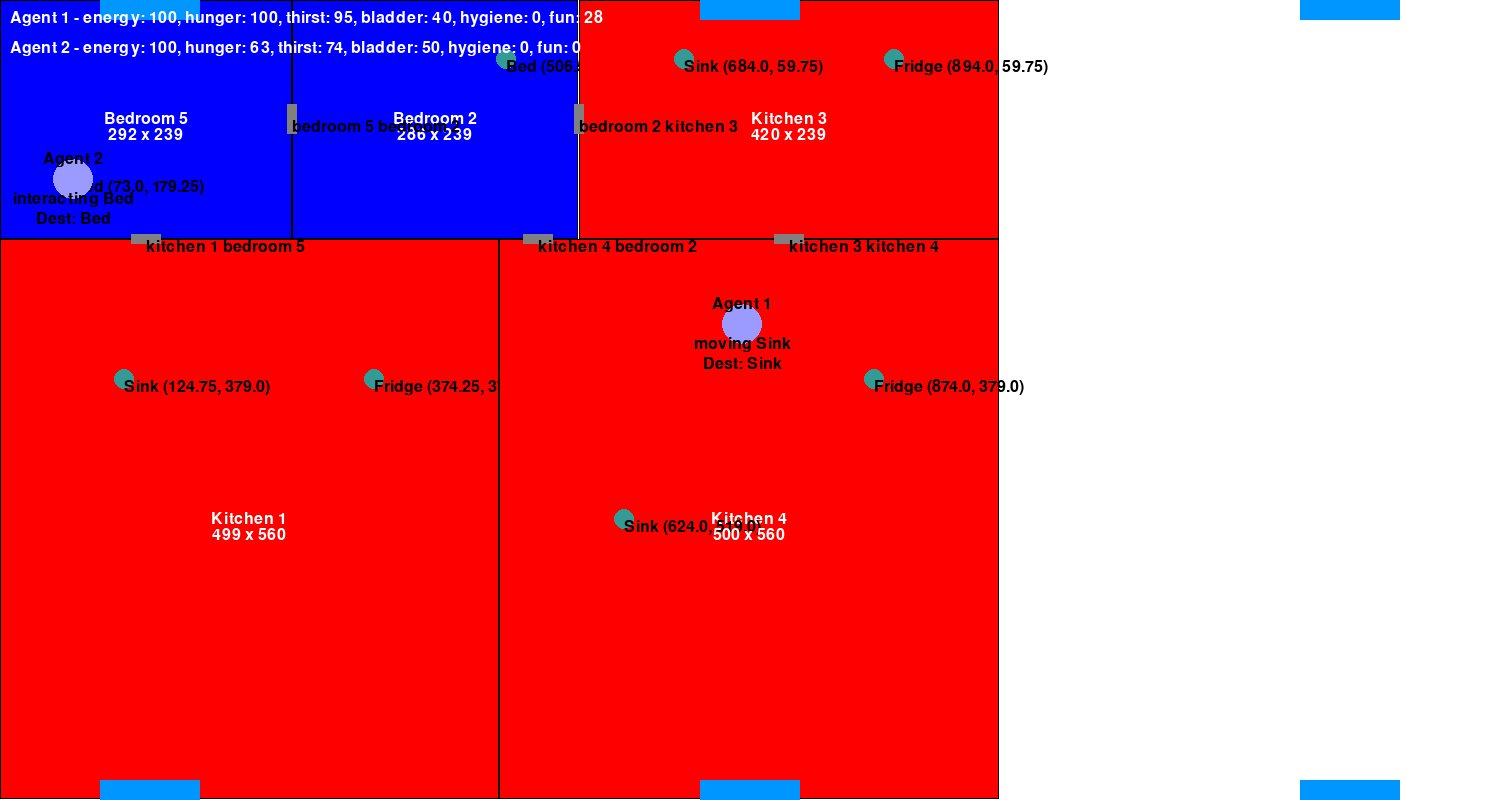 Agent 1 - energy: 100, hunger: 100, thirst: 95, bladder: 40, hygiene: 0, fun: 28
Agent 2 - energy: 100, hunger: 63, thirst: 74, bladder: 50, hygiene: 0, fun: 0
Bed (506.
Sink (684.0, 59.75)
Fridge (894.0, 59.75)
Bedroom 5
292 x 239
Bedroom 2
286 x 239
Kitchen 3
420 x 239
bedroom 5 bedroom 2
bedroom 2 kitchen 3
Agent 2
d (73.0, 179.25)
interacting Bed
Dest: Bed
kitchen 1 bedroom 5
kitchen 4 bedroom 2
kitchen 3 kitchen 4
Agent 1
moving Sink
Dest: Sink
Sink (124.75, 379.0)
Fridge (374.25, 3
Fridge (874.0, 379.0)
Kitchen 1
499 x 560
Sink (624.0, 519.0)
Kitchen 4
500 x 560